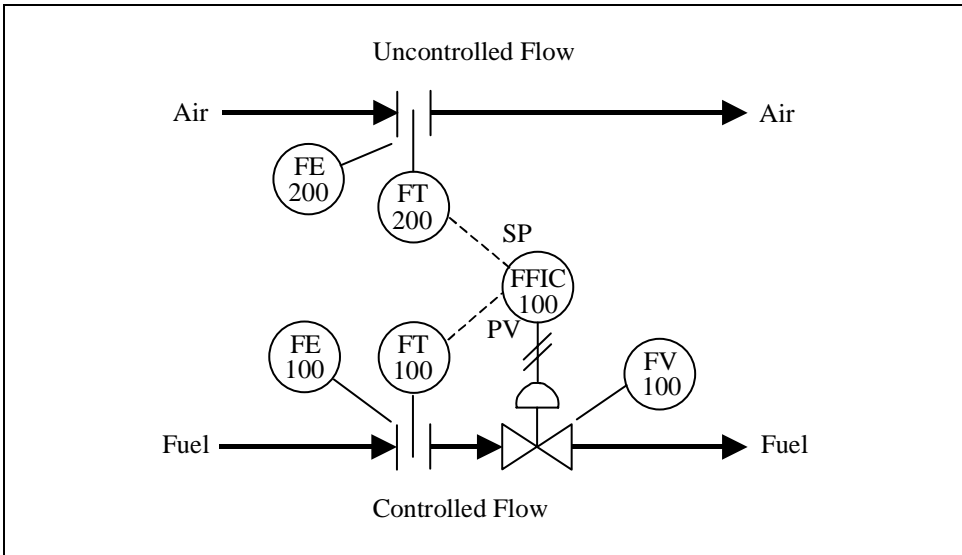 Uncontrolled Flow
Air
Air
FE
200
FT
200
SP
FFIC
100
PV
FE
100
FT
100
FV
100
Fuel
Fuel
Controlled Flow